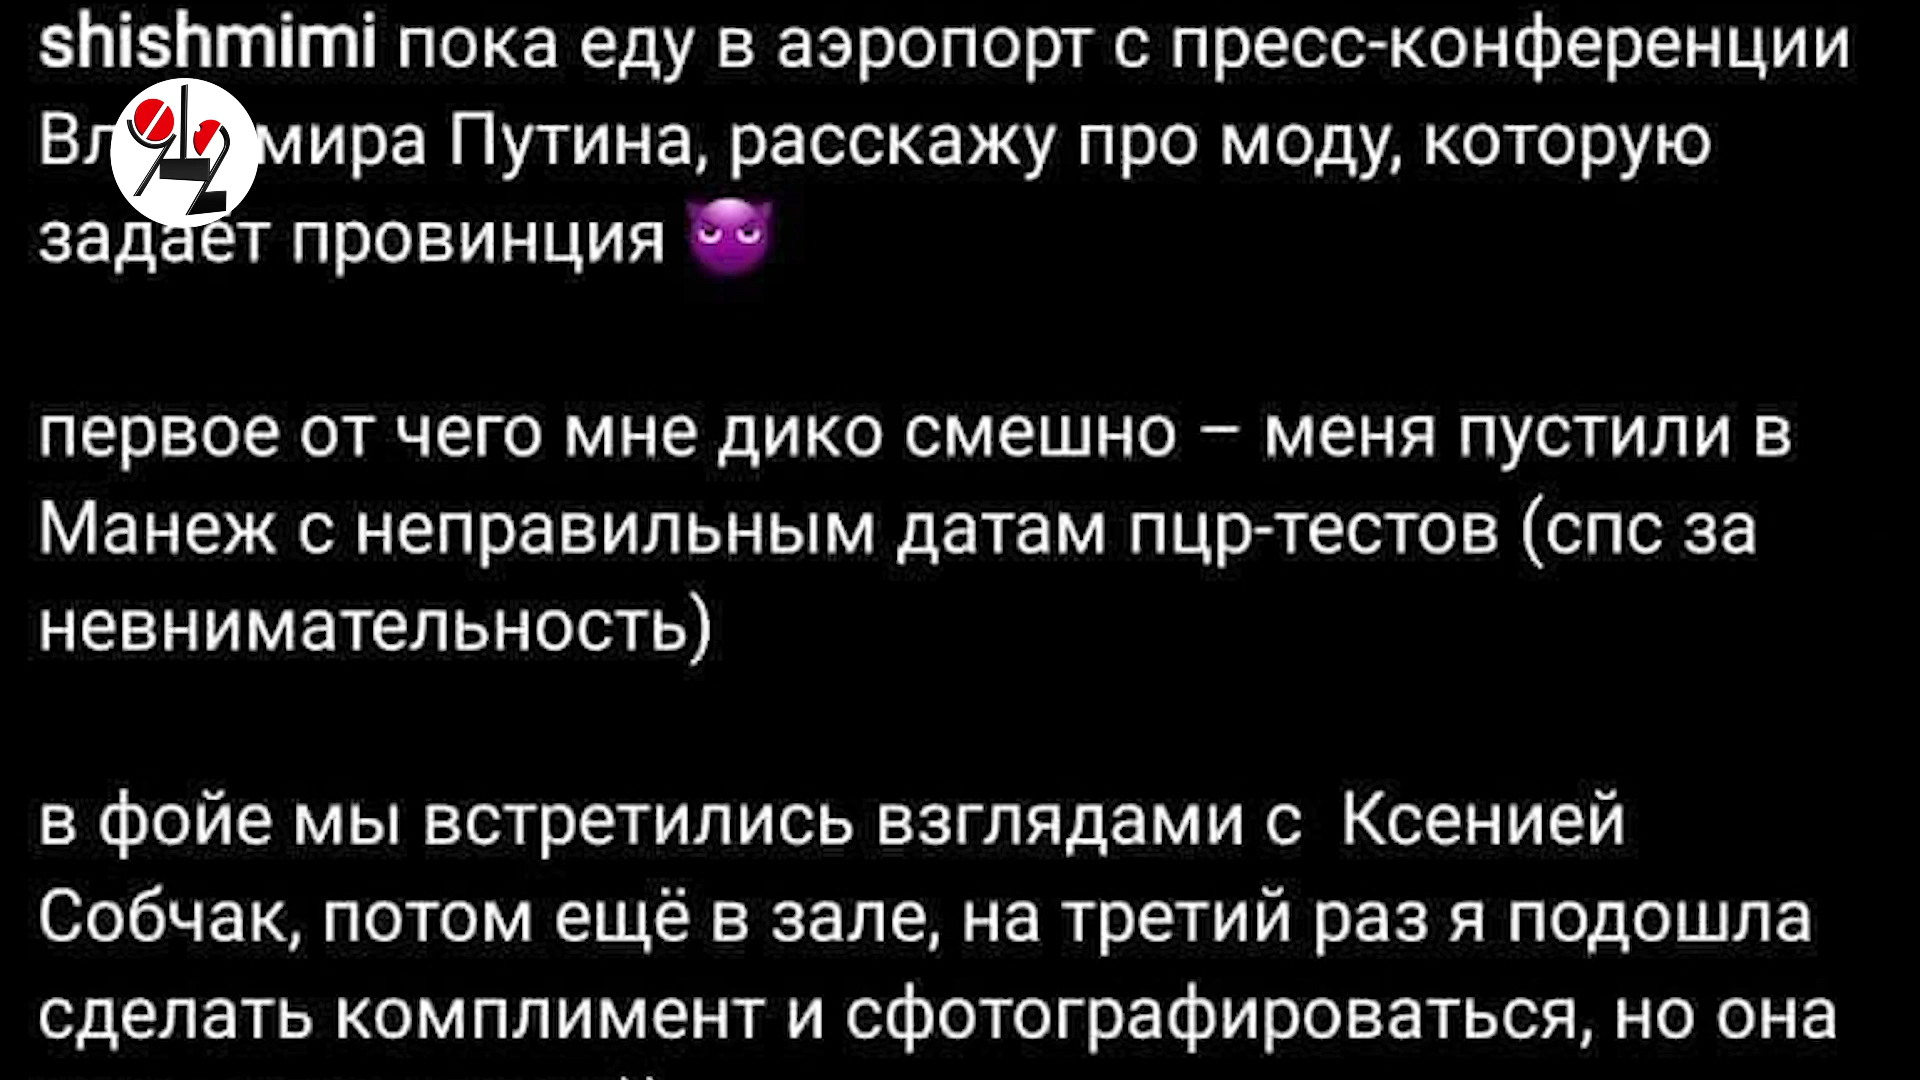 shishmimi пока еду в аэропорт с пресс-конференции
Владимира Путина, расскажу про моду, которую
задаёт провинция 😈
первое от чего мне дико смешно – меня пустили в
Манеж с неправильным датам пцр-тестов (спс за
невнимательность)
в фойе мы встретились взглядами с Ксенией
Собчак, потом ещё в зале, на третий раз я подошла
сделать комплимент и сфотографироваться, но она